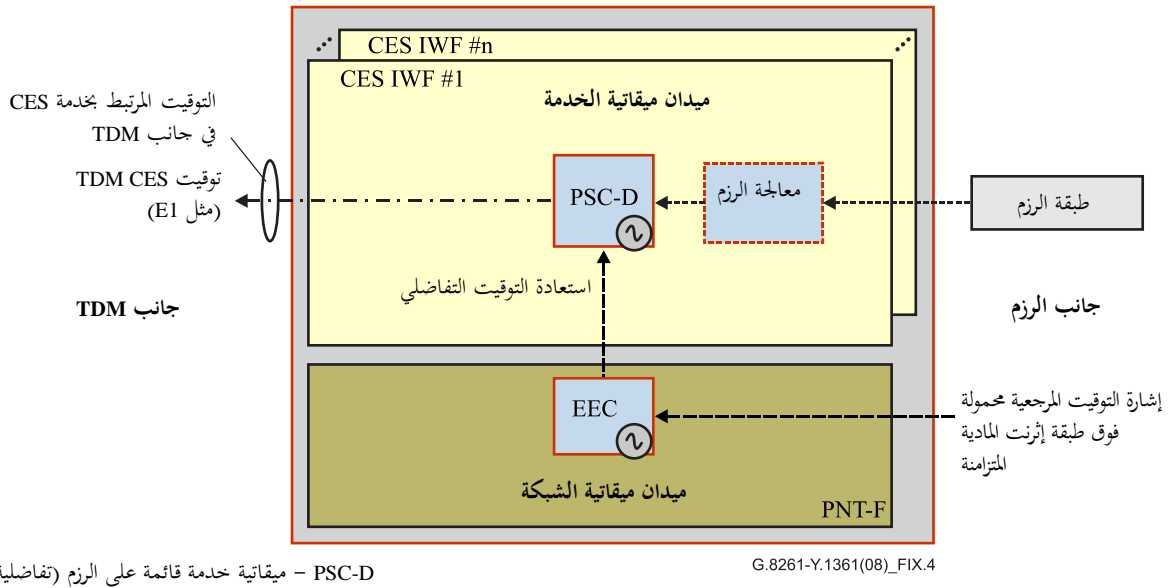 CES IWF #n
CES IWF #1
ميدان ميقاتية الخدمة
التوقيت المرتبط بخدمة CES
في جانب TDM
توقيت TDM CES
(مثل E1)
PSC-D
معالجة الرزم
طبقة الرزم
استعادة التوقيت التفاضلي
جانب TDM
جانب الرزم
EEC
إشارة التوقيت المرجعية محمولة
فوق طبقة إثرنت المادية
المتزامنة
ميدان ميقاتية الشبكة
PNT-F
G.8261-Y.1361(08)_FIX.4
PSC-D – ميقاتية خدمة قائمة على الرزم (تفاضلية